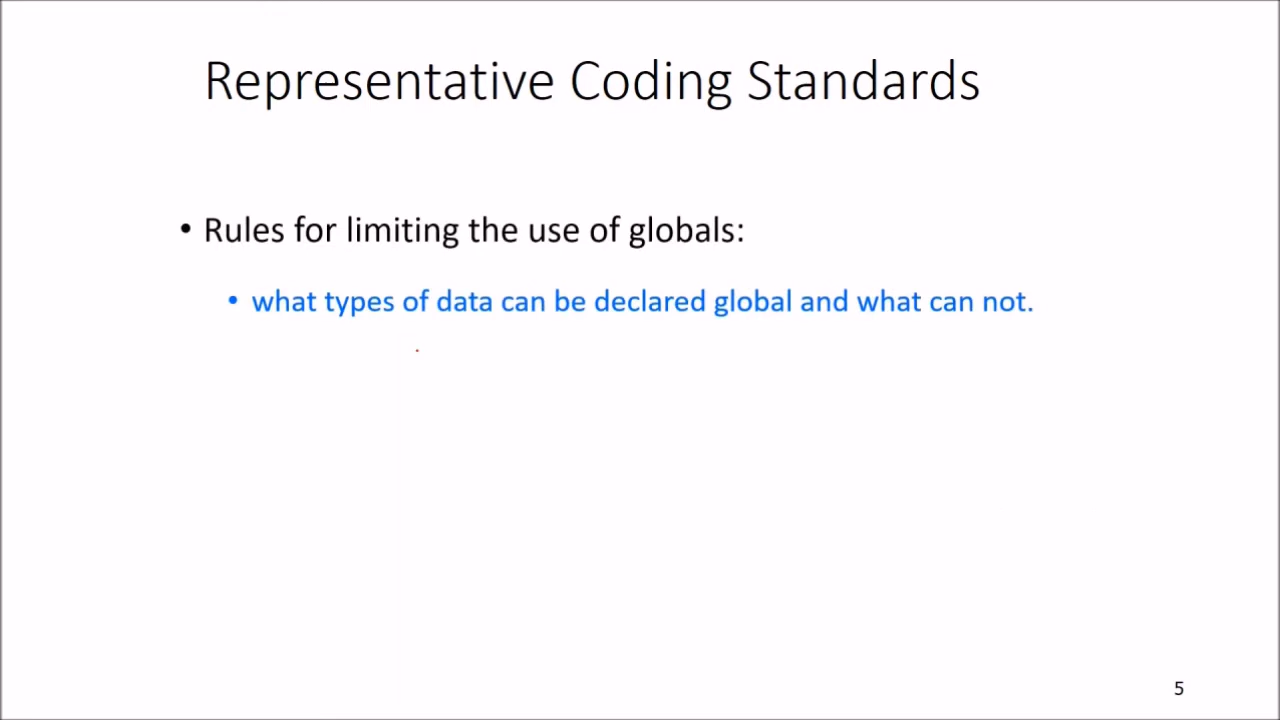 Representative Coding Standards
• Rules for limiting the use of globals:
• what types of data can be declared global and what can not.
5